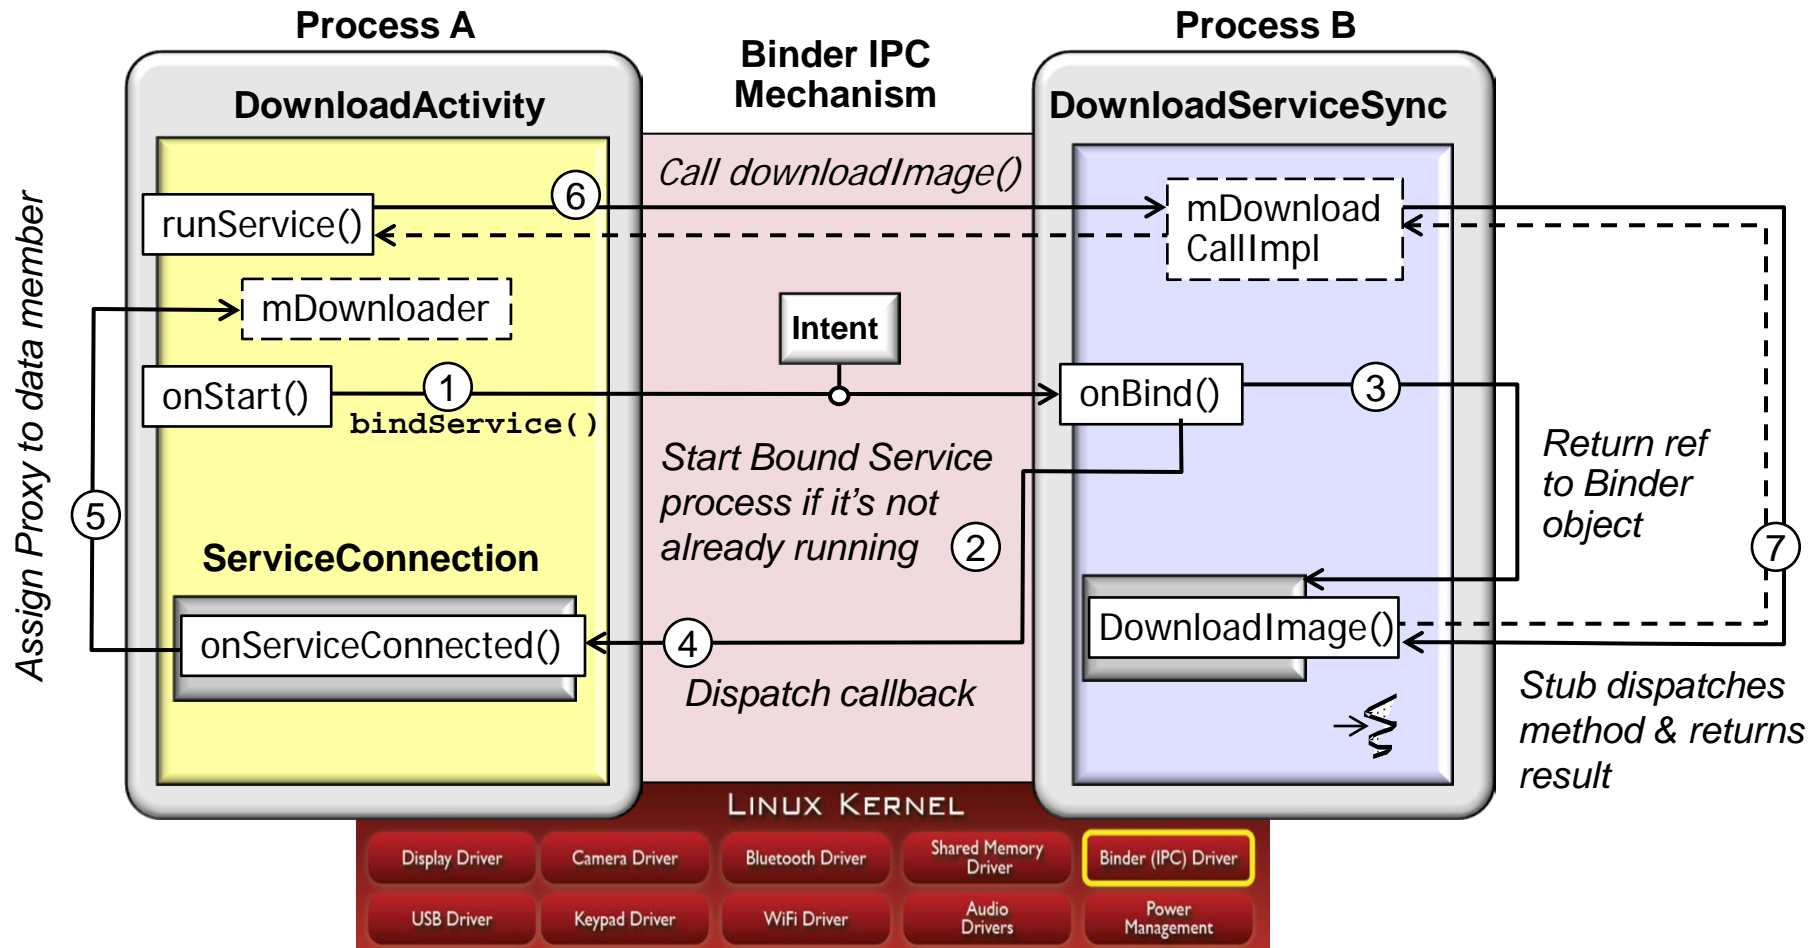 Process A
Process B
Binder IPC
Mechanism
DownloadActivity
DownloadServiceSync
Call downloadImage()
6
runService()
mDownload
CallImpl
mDownloader
Intent
onStart()
1
bindService()
onBind()
3
Assign Proxy to data member
5
Start Bound Service
process if it's not
already running
2
Return ref
to Binder
object
7
ServiceConnection
onServiceConnected()
4
Dispatch callback
DownloadImage()
Stub dispatches
method & returns
result
LINUX KERNEL
Display Driver
Camera Driver
Bluetooth Driver
Shared Memory
Driver
Binder (IPC) Driver
USB Driver
Keypad Driver
WiFi Driver
Audio
Drivers
Power
Management